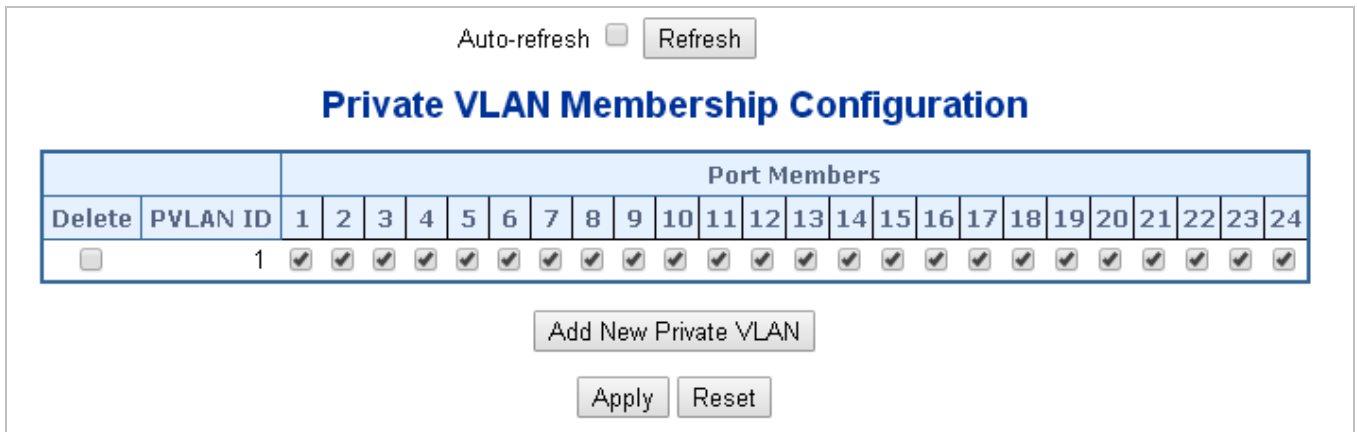 Auto-refresh Refresh
Private VLAN Membership Configuration
Port Members
Delete PVLAN ID 1 2 3 4 5 6 7 8 9 10 11 12 13 14 15 16 17 18 19 20 21 22 23 24
1
Add New Private VLAN
Apply Reset